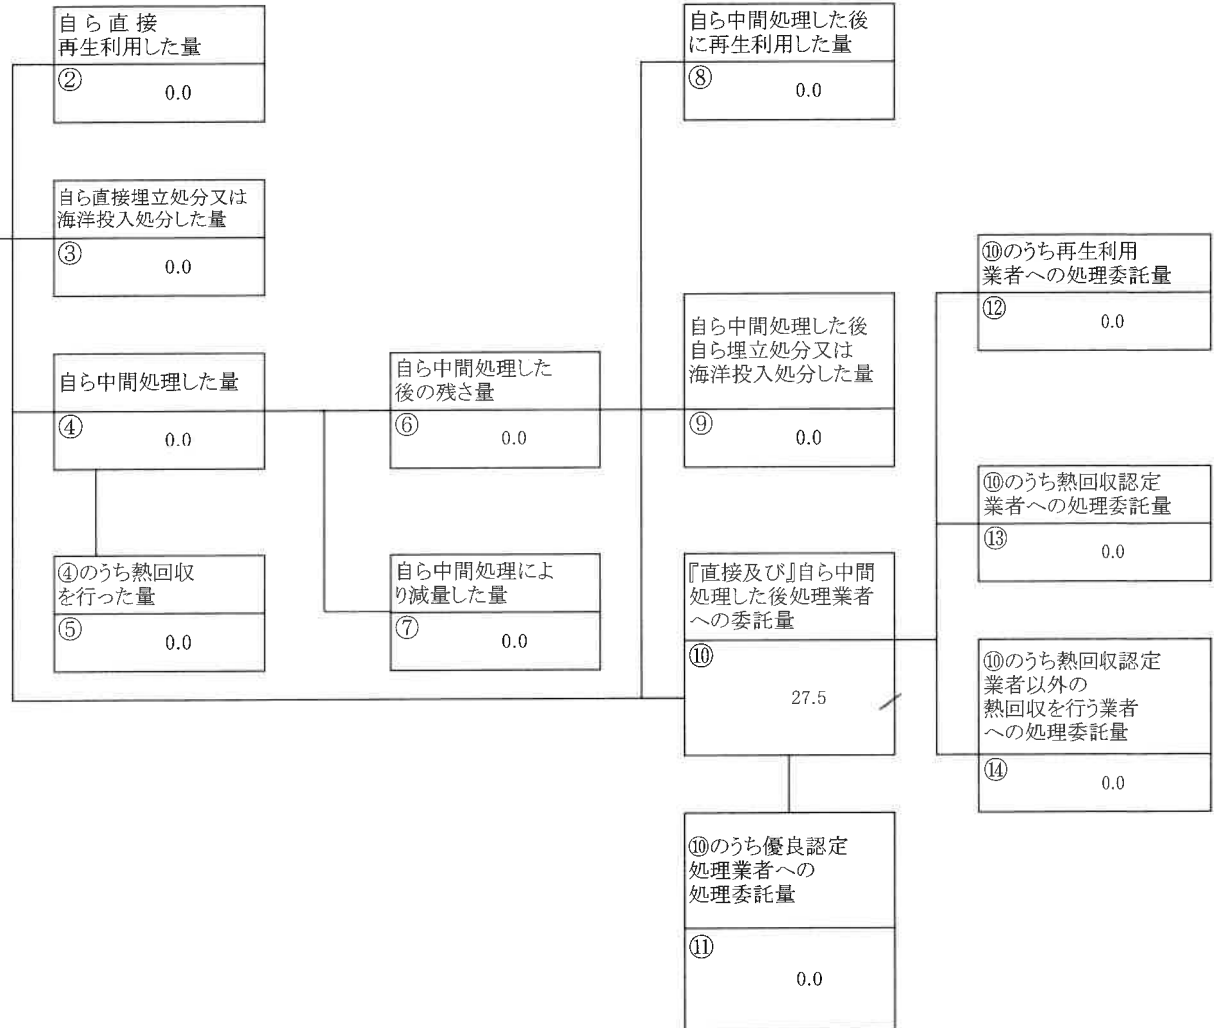 自ら直接
再生利用した量
②
0.0
自ら直接埋立処分又は
海洋投入処分した量
③
0.0
自ら中間処理した量
④
0.0
④のうち熱回収
を行った量
⑤
0.0
自ら中間処理した
後の残さ量
⑥
0.0
自ら中間処理によ
り減量した量
⑦
0.0
自ら中間処理した後
に再生利用した量
⑧
0.0
自ら中間処理した後
自ら埋立処分又は
海洋投入処分した量
⑨
0.0
『直接及び』自ら中間
処理した後処理業者
への委託量
⑩
27.5
⑩のうち優良認定
処理業者への
処理委託量
⑪
0.0
⑩のうち再生利用
業者への処理委託量
⑫
0.0
⑩のうち熱回収認定
業者への処理委託量
⑬
0.0
⑩のうち熱回収認定
業者以外の
熱回収を行う業者
への処理委託量
⑭
0.0